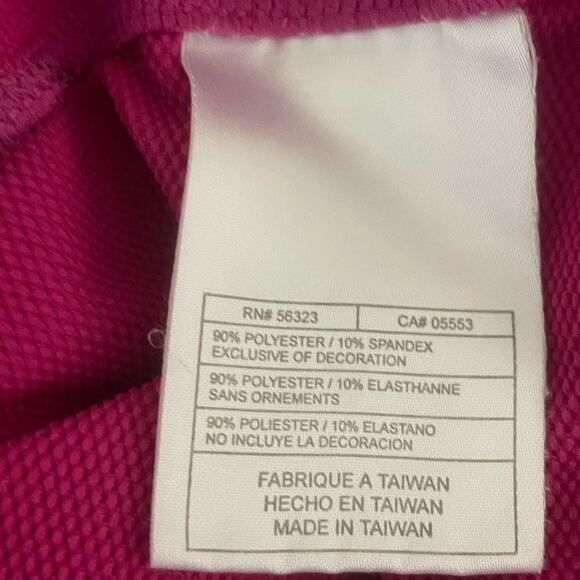 RN# 56323 CA# 05553
90% POLYESTER / 10% SPANDEX
EXCLUSIVE OF DECORATION
90% POLYESTER / 10% ELASTHANNE
SANS ORNEMENTS
90% POLIESTER / 10% ELASTANO
NO INCLUYE LA DECORACION
FABRIQUE A TAIWAN
HECHO EN TAIWAN
MADE IN TAIWAN